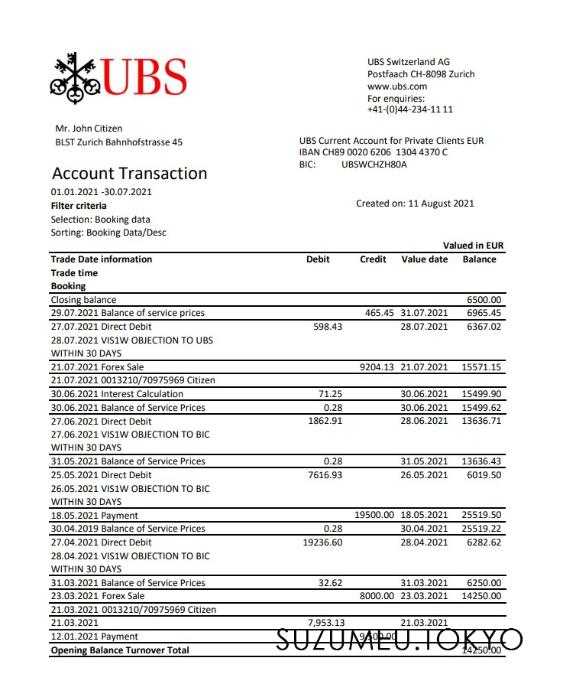 UBS
UBS Switzerland AG
Postfaach CH-8098 Zurich
www.ubs.com
For enquiries:
+41-(0)44-234-11 11
Mr. John Citizen
BLST Zurich Bahnhofstrasse 45
UBS Current Account for Private Clients EUR
IBAN CH89 0020 6206 1304 4370 C
BIC: UBSWCHZH80A
Account Transaction
01.01.2021 -30.07.2021
Filter criteria
Created on: 11 August 2021
Selection: Booking data
Sorting: Booking Data/Desc
Valued in EUR
Trade Date information Debit Credit Value date Balance
Trade time
Booking
Closing balance 6500.00
29.07.2021 Balance of service prices 465.45 31.07.2021 6965.45
27.07.2021 Direct Debit 598.43 28.07.2021 6367.02
28.07.2021 VIS1W OBJECTION TO UBS
WITHIN 30 DAYS
21.07.2021 Forex Sale 9204.13 21.07.2021 15571.15
21.07.2021 0013210/70975969 Citizen
30.06.2021 Interest Calculation 71.25 30.06.2021 15499.90
30.06.2021 Balance of Service Prices 0.28 30.06.2021 15499.62
27.06.2021 Direct Debit 1862.91 28.06.2021 13636.71
27.06.2021 VIS1W OBJECTION TO BIC
WITHIN 30 DAYS
31.05.2021 Balance of Service Prices 0.28 31.05.2021 13636.43
25.05.2021 Direct Debit 7616.93 26.05.2021 6019.50
26.05.2021 VIS1W OBJECTION TO BIC
WITHIN 30 DAYS
18.05.2021 Payment 19500.00 18.05.2021 25519.50
30.04.2019 Balance of Service Prices 0.28 30.04.2021 25519.22
27.04.2021 Direct Debit 19236.60 28.04.2021 6282.62
28.04.2021 VIS1W OBJECTION TO BIC
WITHIN 30 DAYS
31.03.2021 Balance of Service Prices 32.62 31.03.2021 6250.00
23.03.2021 Forex Sale 8000.00 23.03.2021 14250.00
21.03.2021 0013210/70975969 Citizen
21.03.2021 7,953.13 21.03.2021
12.01.2021 Payment
SUZUMEU.TOKYO
Opening Balance Turnover Total 14250.00